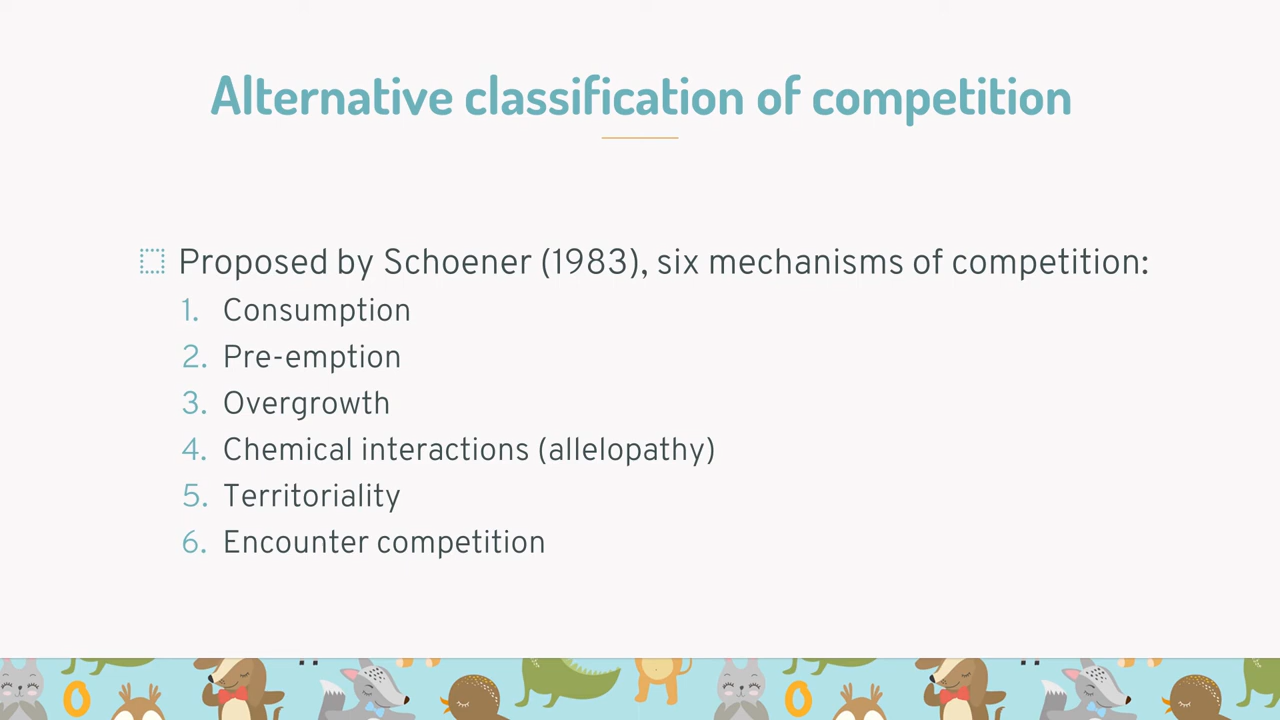 Alternative classification of competition
Proposed by Schoener (1983), six mechanisms of competition:
1. Consumption
2. Pre-emption
3. Overgrowth
4. Chemical interactions (allelopathy)
5. Territoriality
6. Encounter competition